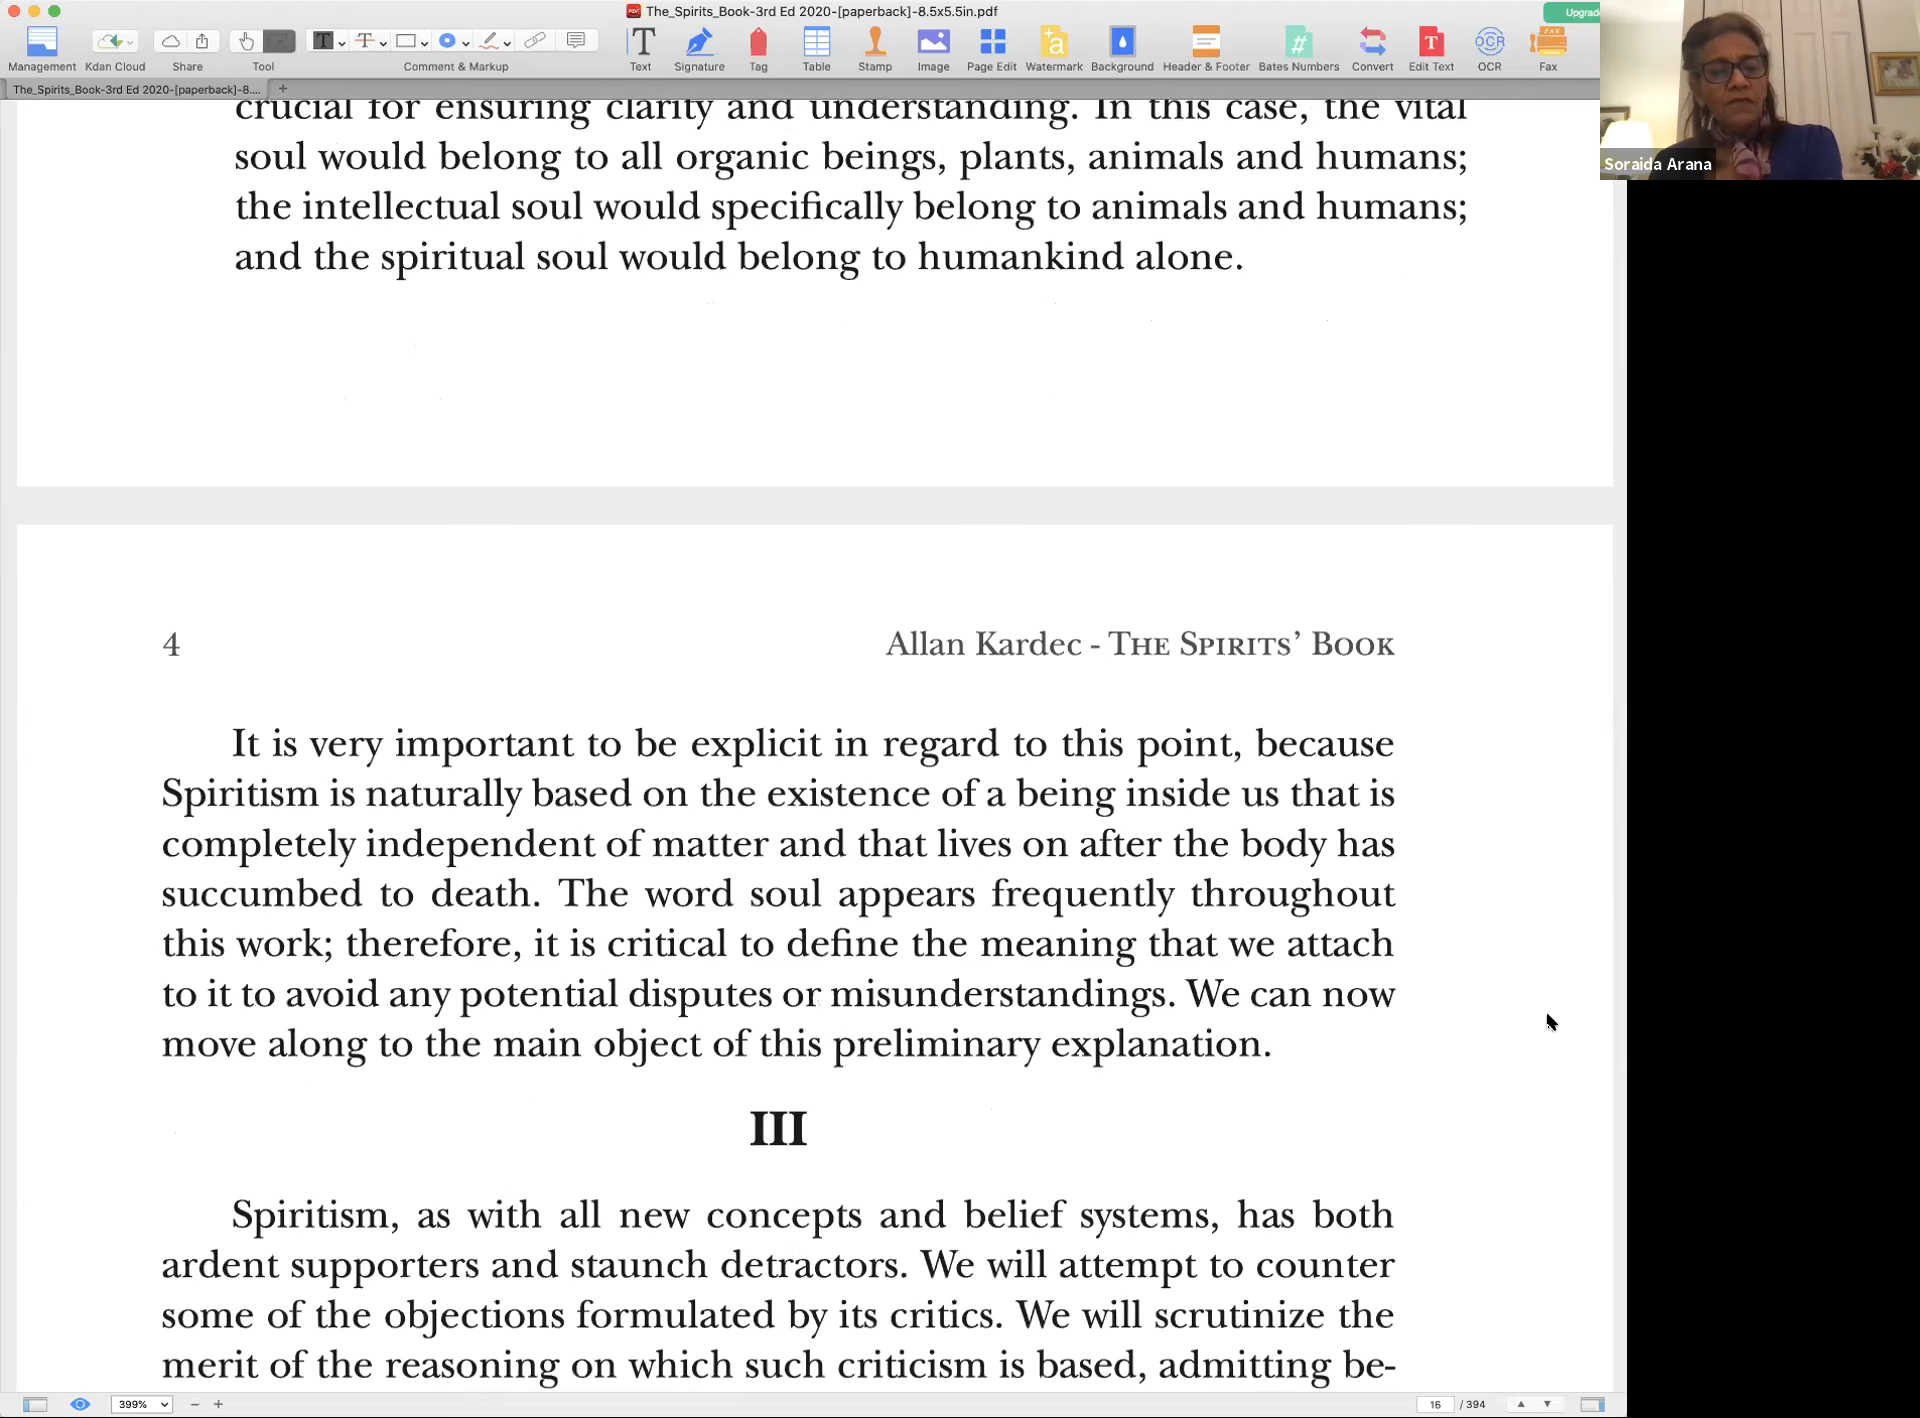 The_Spirits_Book-3rd Ed 2020-[paperback]-8.5x5.5in.pdf
Upgrade
Management
Kdan Cloud
Share
Tool
Comment & Markup
Text
Signature
Tag
Table
Stamp
Image
Page Edit
Watermark
Background
Header & Footer
Bates Numbers
Convert
Edit Text
OCR
Fax
The_Spirits_Book-3rd Ed 2020-[paperback]-8....
Soraida Arana
crucial for ensuring clarity and understanding. In this case, the vital
soul would belong to all organic beings, plants, animals and humans;
the intellectual soul would specifically belong to animals and humans;
and the spiritual soul would belong to humankind alone.
4
Allan Kardec - The Spirits’ Book
It is very important to be explicit in regard to this point, because
Spiritism is naturally based on the existence of a being inside us that is
completely independent of matter and that lives on after the body has
succumbed to death. The word soul appears frequently throughout
this work; therefore, it is critical to define the meaning that we attach
to it to avoid any potential disputes or misunderstandings. We can now
move along to the main object of this preliminary explanation.
III
Spiritism, as with all new concepts and belief systems, has both
ardent supporters and staunch detractors. We will attempt to counter
some of the objections formulated by its critics. We will scrutinize the
merit of the reasoning on which such criticism is based, admitting be-
399%
16 / 394